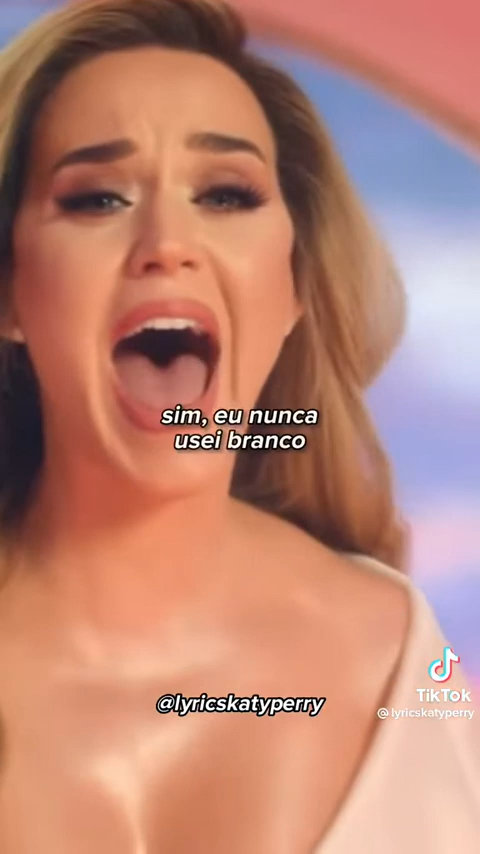 sim, eu nunca
usei branco
@lyricskatyperry
TikTok
@lyricskatyperry